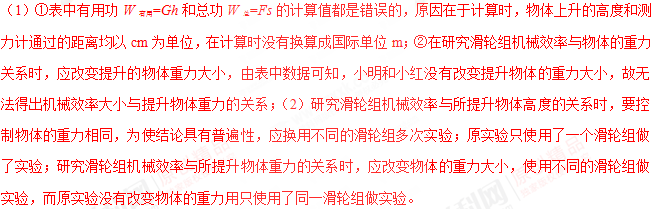 （1）①表中有用功 W有用=Gh 和总功 W总=Fs 的计算值都是错误的，原因在于计算时，物体上升的高度和测
力计通过的距离均以 cm 为单位，在计算时没有换算成国际单位 m；②在研究滑轮组机械效率与物体的重力
关系时，应改变提升的物体重力大小，由表中数据可知，小明和小红没有改变提升物体的重力大小，故无
法得出机械效率大小与提升物体重力的关系；（2）研究滑轮组机械效率与所提升物体高度的关系时，要控
制物体的重力相同，为使结论具有普遍性，应换用不同的滑轮组多次实验；原实验只使用了一个滑轮组做
了实验；研究滑轮组机械效率与所提升物体重力的关系时，应改变物体的重力大小，使用不同的滑轮组做
实验，而原实验没有改变物体的重力用只使用了同一滑轮组做实验。